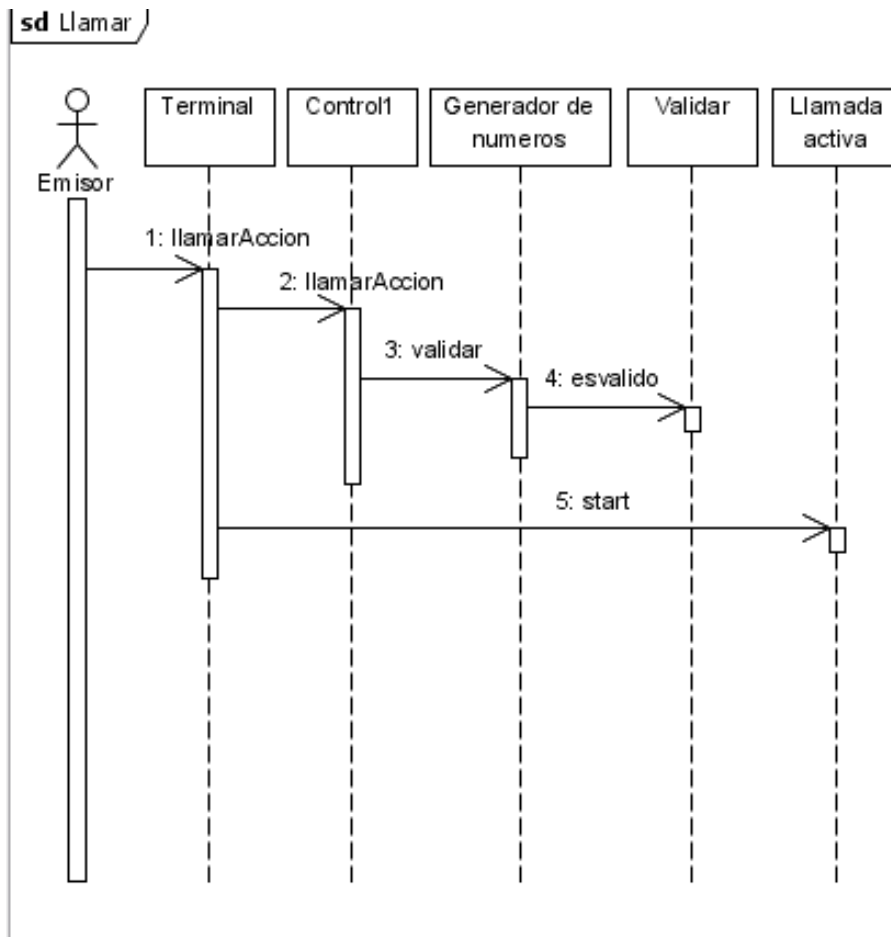 sd Llamar
Terminal
Control1
Generador de
numeros
Validar
Llamada
activa
Emisor
1: llamarAccion
2: llamarAccion
3: validar
4: esvalido
5: start